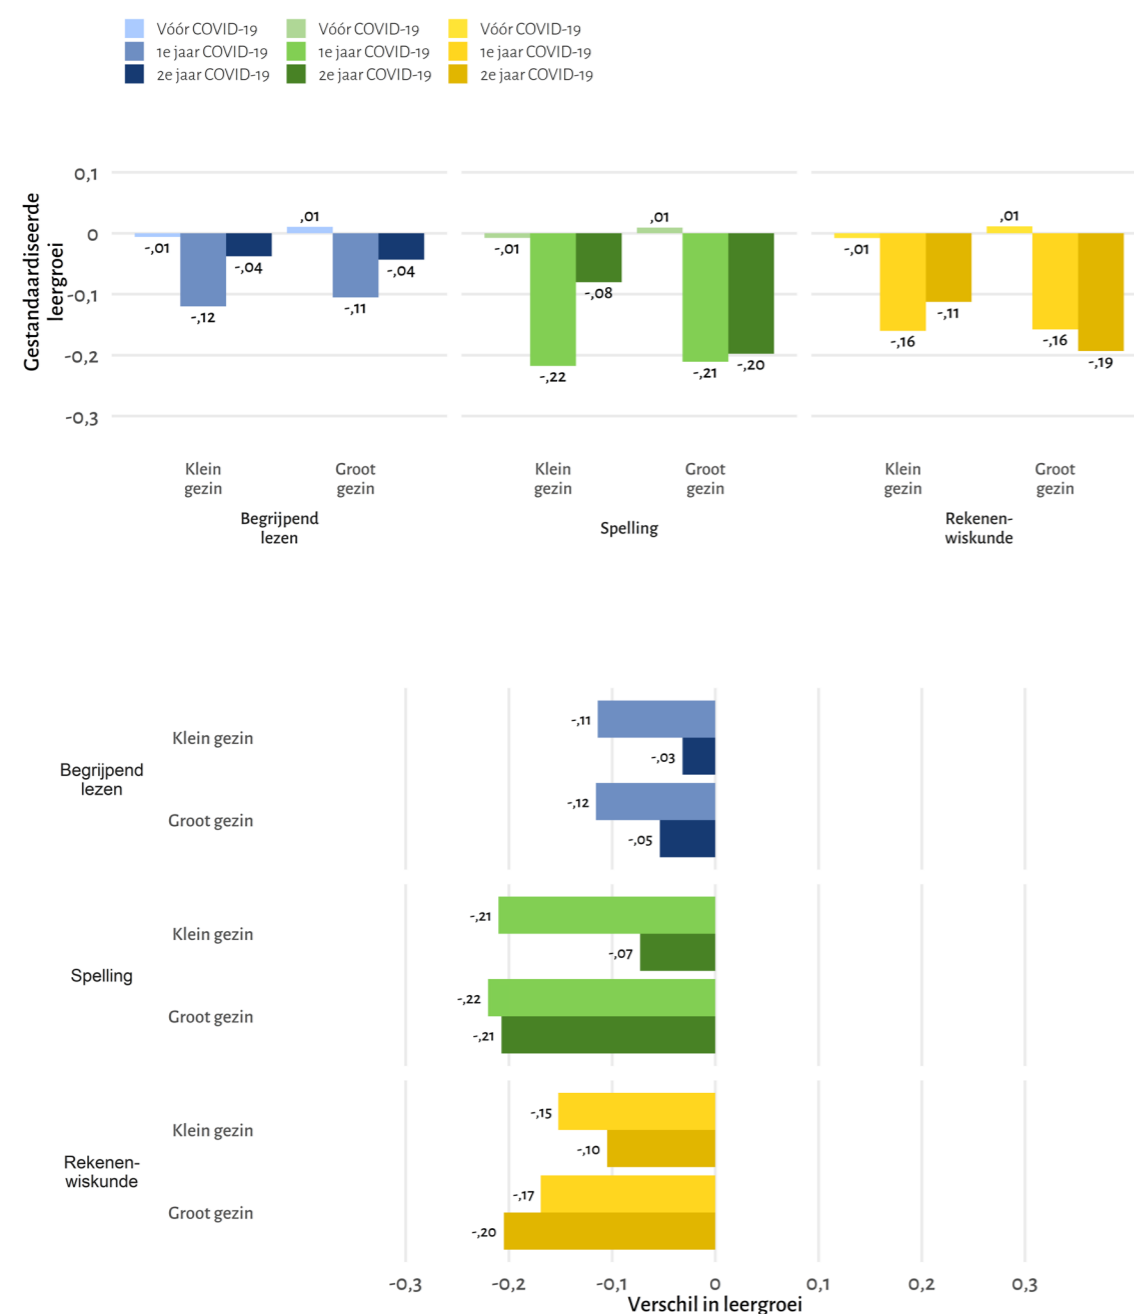 Vóór COVID-19 Vóór COVID-19 Vóór COVID-19
1e jaar COVID-19 1e jaar COVID-19 1e jaar COVID-19
2e jaar COVID-19 2e jaar COVID-19 2e jaar COVID-19
Gestandaardiseerde
leergroei
0,1
0
-0,1
-0,2
-0,3
-,01
-,12
-,04
,01
-,11
-,04
-,01
-,22
-,08
,01
-,21
-,20
-,01
-,16
-,11
,01
-,16
-,19
Klein
gezin
Groot
gezin
Klein
gezin
Groot
gezin
Klein
gezin
Groot
gezin
Begrijpend
lezen
Spelling
Rekenen-
wiskunde
Begrijpend
lezen
Klein gezin
-,11
-,03
Groot gezin
-,12
-,05
Spelling
Klein gezin
-,21
-,07
Groot gezin
-,22
-,21
Rekenen-
wiskunde
Klein gezin
-,15
-,10
Groot gezin
-,17
-,20
-0,3 -0,2 -0,1 0 0,1 0,2 0,3
Verschil in leergroei